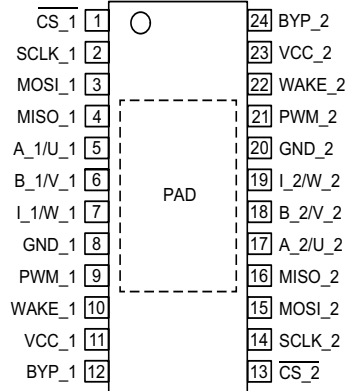 C̅S̅_1 1 24 BYP_2
SCLK_1 2 23 VCC_2
MOSI_1 3 22 WAKE_2
MISO_1 4 21 PWM_2
A_1/U_1 5 20 GND_2
B_1/V_1 6 19 I_2/W_2
I_1/W_1 7 PAD 18 B_2/V_2
GND_1 8 17 A_2/U_2
PWM_1 9 16 MISO_2
WAKE_1 10 15 MOSI_2
VCC_1 11 14 SCLK_2
BYP_1 12 13 C̅S̅_2